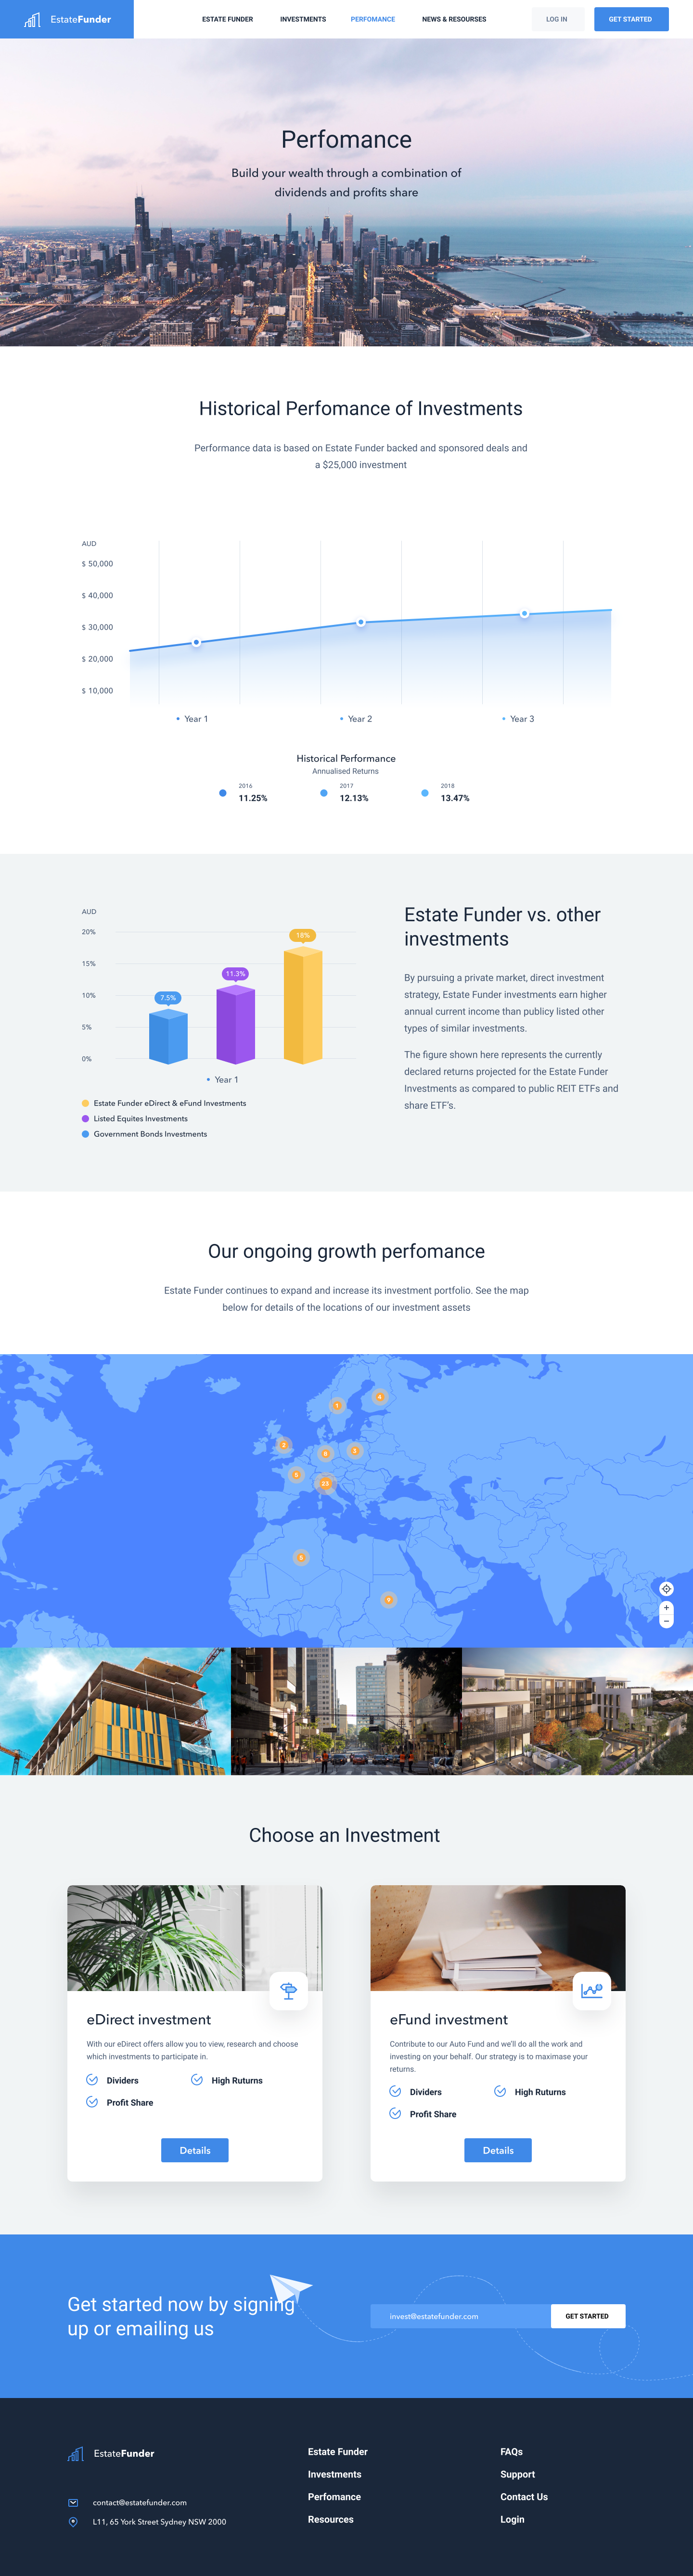 EstateFunder
ESTATE FUNDER
INVESTMENTS
PERFOMANCE
NEWS & RESOURSES
LOG IN
GET STARTED
Perfomance
Build your wealth through a combination of
dividends and profits share
Historical Perfomance of Investments
Performance data is based on Estate Funder backed and sponsored deals and
a $25,000 investment
AUD
$ 50,000
$ 40,000
$ 30,000
$ 20,000
$ 10,000
Year 1
Year 2
Year 3
Historical Performance
Annualised Returns
2016
11.25%
2017
12.13%
2018
13.47%
AUD
20%
15%
10%
5%
0%
7.5%
11.3%
18%
Year 1
Estate Funder eDirect & eFund Investments
Listed Equites Investments
Government Bonds Investments
Estate Funder vs. other
investments
By pursuing a private market, direct investment
strategy, Estate Funder investments earn higher
annual current income than publicy listed other
types of similar investments.
The figure shown here represents the currently
declared returns projected for the Estate Funder
Investments as compared to public REIT ETFs and
share ETF's.
Our ongoing growth perfomance
Estate Funder continues to expand and increase its investment portfolio. See the map
below for details of the locations of our investment assets
4
1
23
9
Choose an Investment
eDirect investment
With our eDirect offers allow you to view, research and choose
which investments to participate in.
Dividers
High Ruturns
Profit Share
Details
eFund investment
Contribute to our Auto Fund and we'll do all the work and
investing on your behalf. Our strategy is to maximase your
returns.
Dividers
High Ruturns
Profit Share
Details
Get started now by signing
up or emailing us
invest@estatefunder.com
GET STARTED
EstateFunder
contact@estatefunder.com
L11, 65 York Street Sydney NSW 2000
Estate Funder
Investments
Perfomance
Resources
FAQs
Support
Contact Us
Login